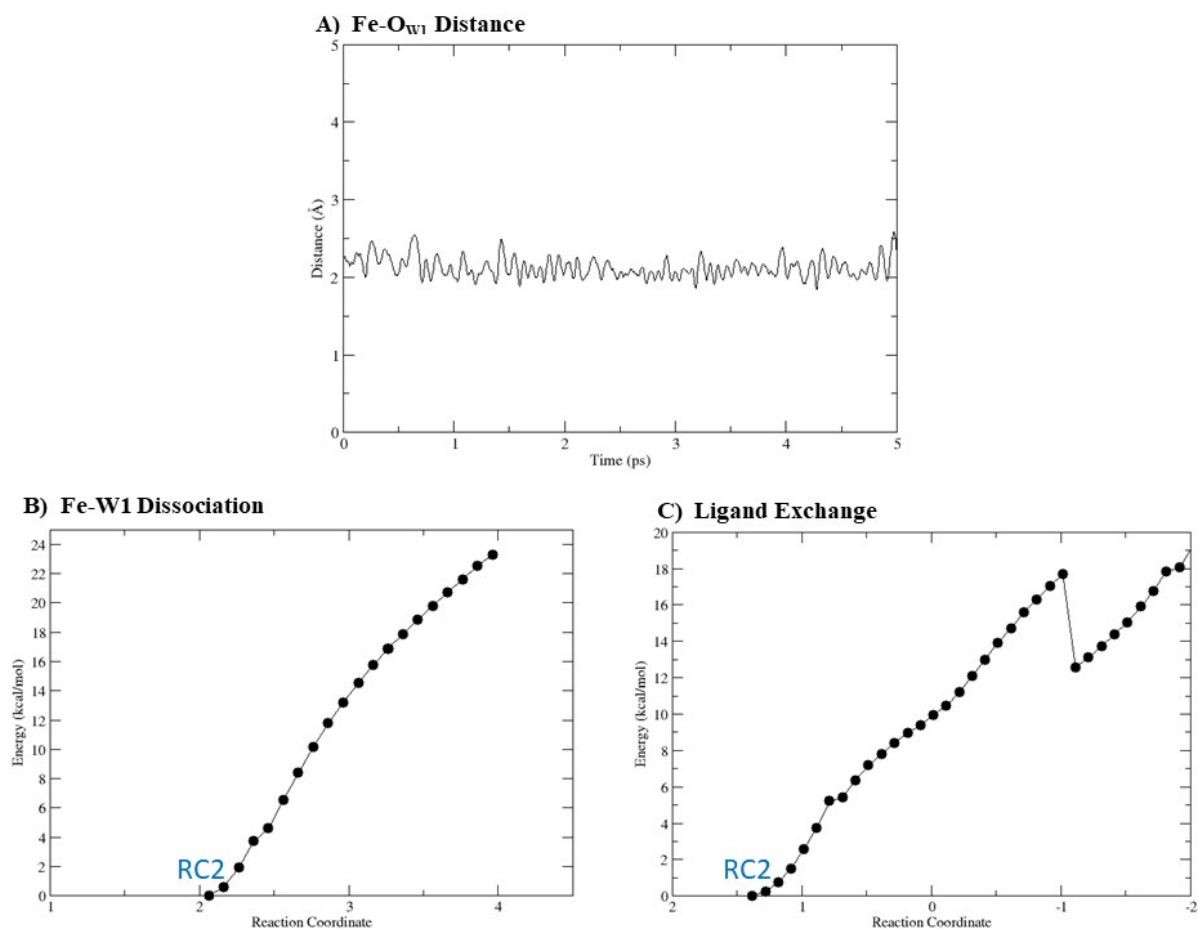 A) Fe-OW1 Distance
5
4
3
2
1
0
Distance (Å)
0 1 2 3 4 5
Time (ps)
B) Fe-W1 Dissociation
24
22
20
18
16
14
12
10
8
6
4
2
0
Energy (kcal/mol)
RC2
1 2 3 4
Reaction Coordinate
C) Ligand Exchange
20
18
16
14
12
10
8
6
4
2
0
Energy (kcal/mol)
RC2
2 1 0 -1 -2
Reaction Coordinate